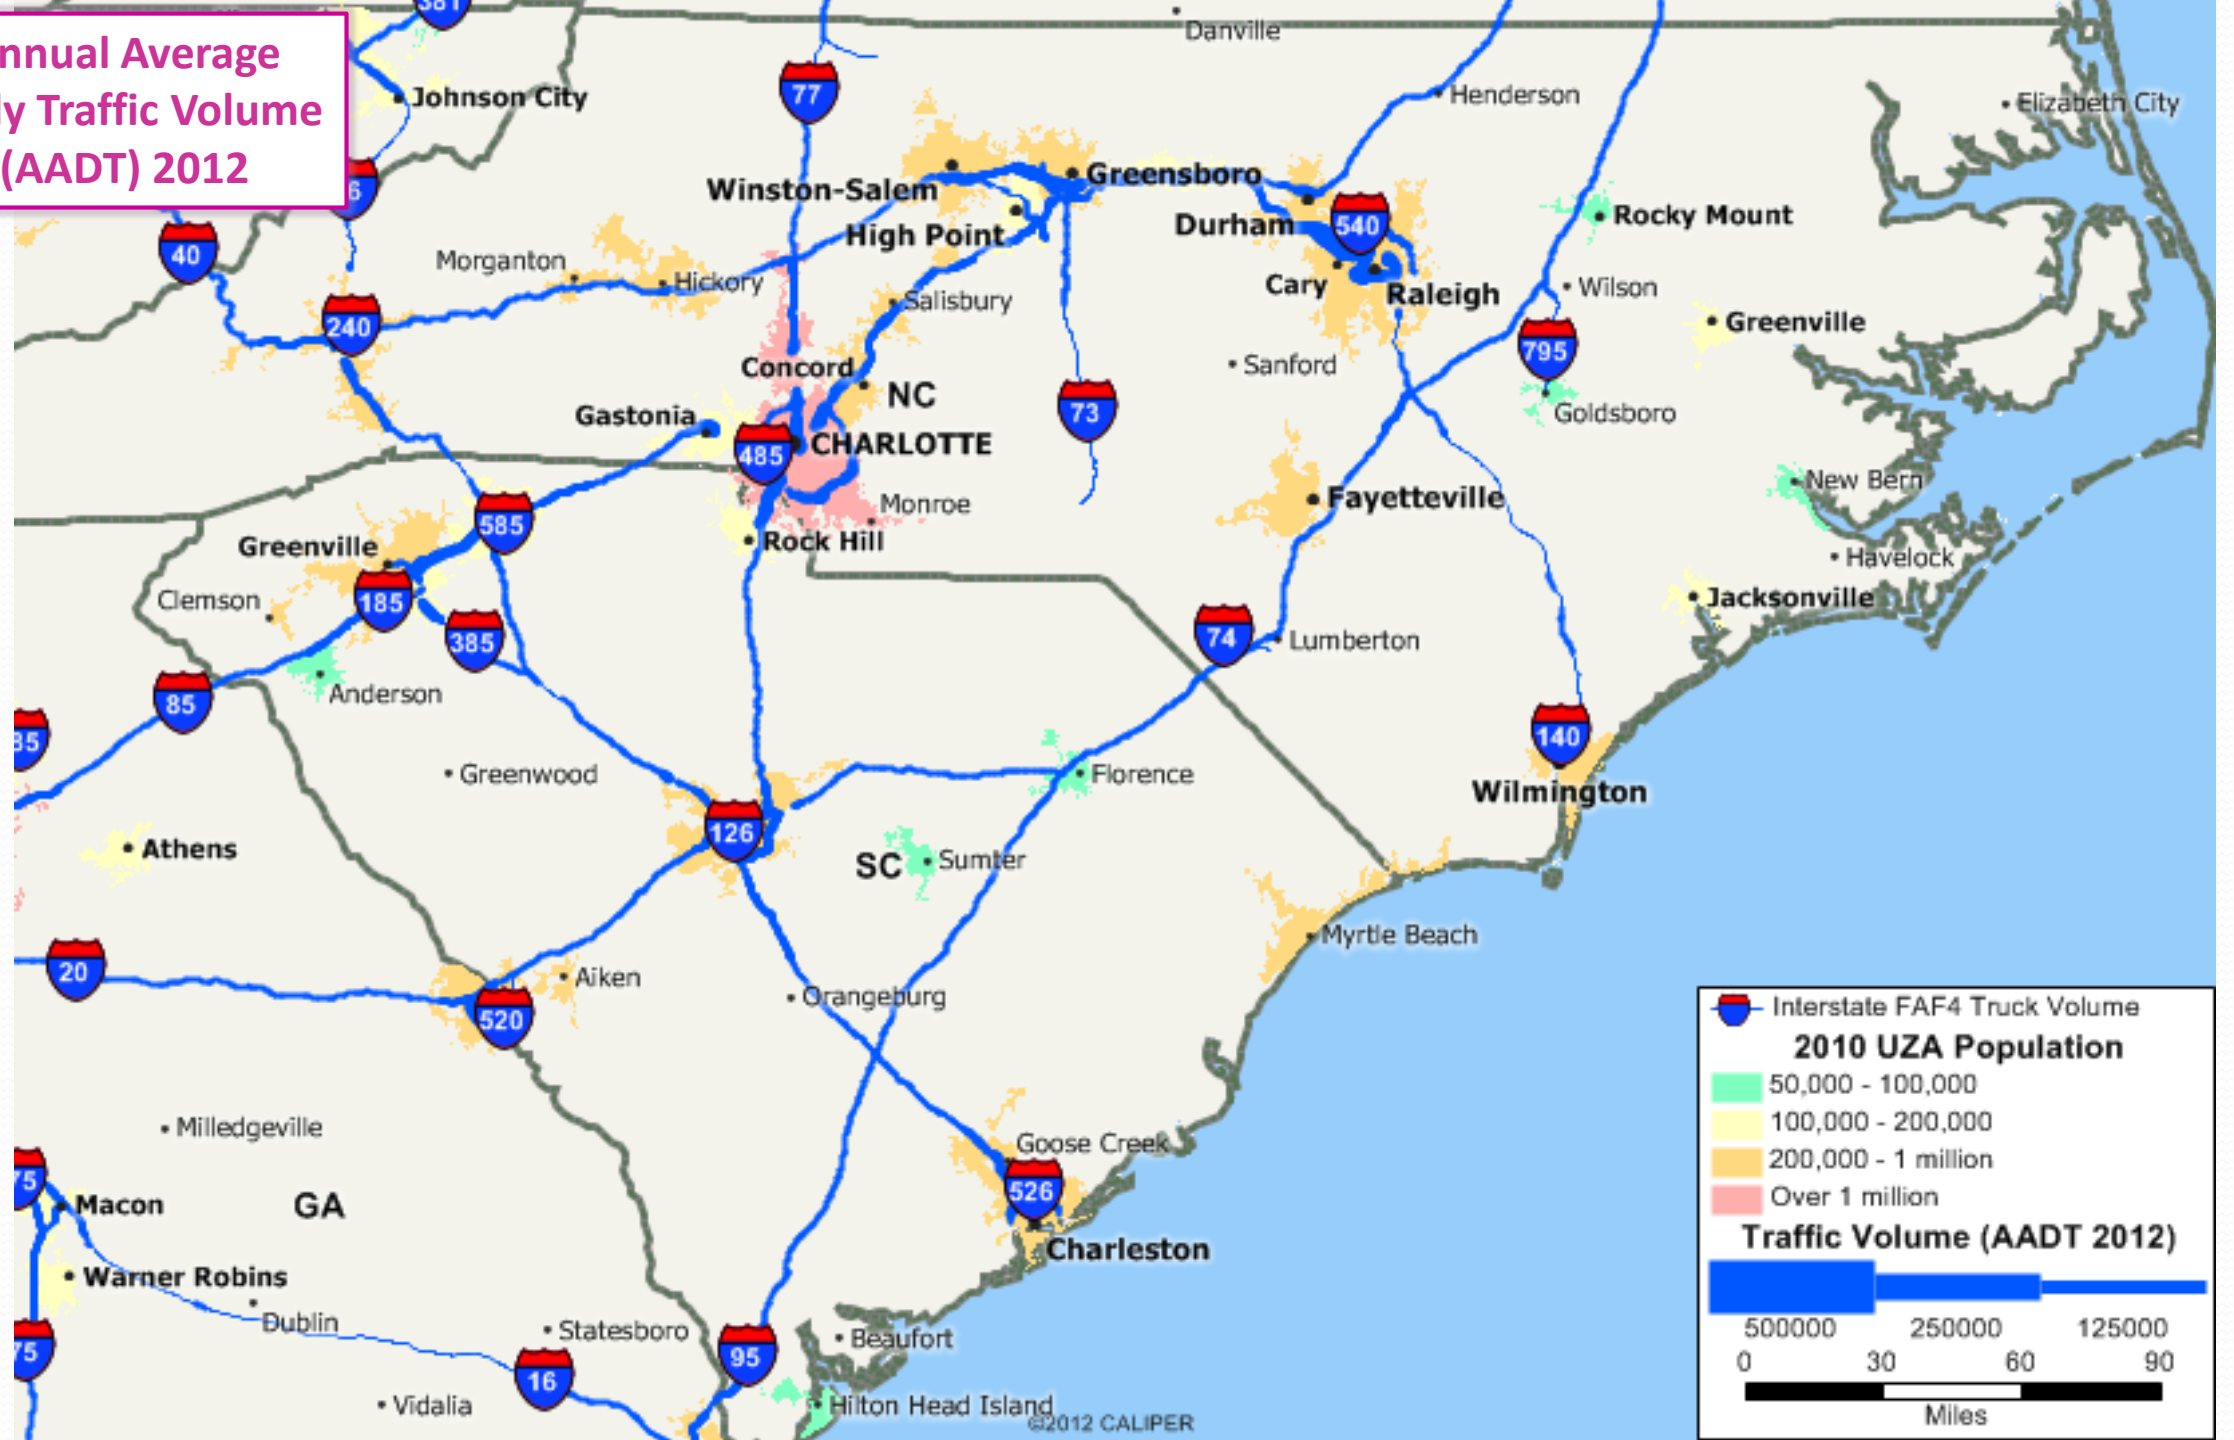 nnual Average
ly Traffic Volume
(AADT) 2012
381
Danville
77
Johnson City
Henderson
Elizabeth City
6
Winston-Salem
Greensboro
High Point
Durham
540
Rocky Mount
40
Morganton
Hickory
Salisbury
Cary
Raleigh
Wilson
240
Greenville
795
Concord
NC
Sanford
73
Goldsboro
Gastonia
485
CHARLOTTE
Monroe
Fayetteville
New Bern
585
Rock Hill
Havelock
Greenville
185
Clemson
385
74
Lumberton
Jacksonville
Anderson
85
85
140
Greenwood
Florence
Wilmington
126
Athens
SC
Sumter
Myrtle Beach
20
Aiken
520
Orangeburg
Milledgeville
Goose Creek
526
75
Macon
GA
Charleston
Warner Robins
Dublin
Statesboro
Beaufort
75
16
95
Vidalia
Hilton Head Island
©2012 CALIPER
Interstate FAF4 Truck Volume
2010 UZA Population
50,000 - 100,000
100,000 - 200,000
200,000 - 1 million
Over 1 million
Traffic Volume (AADT 2012)
500000 250000 125000
0 30 60 90
Miles